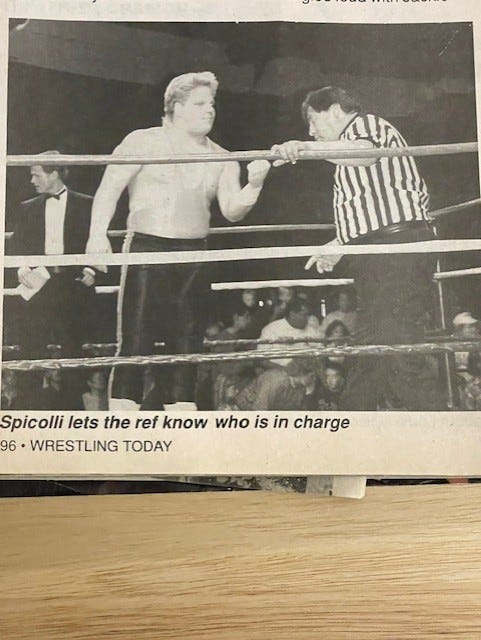 Spicolli lets the ref know who is in charge
96 • WRESTLING TODAY